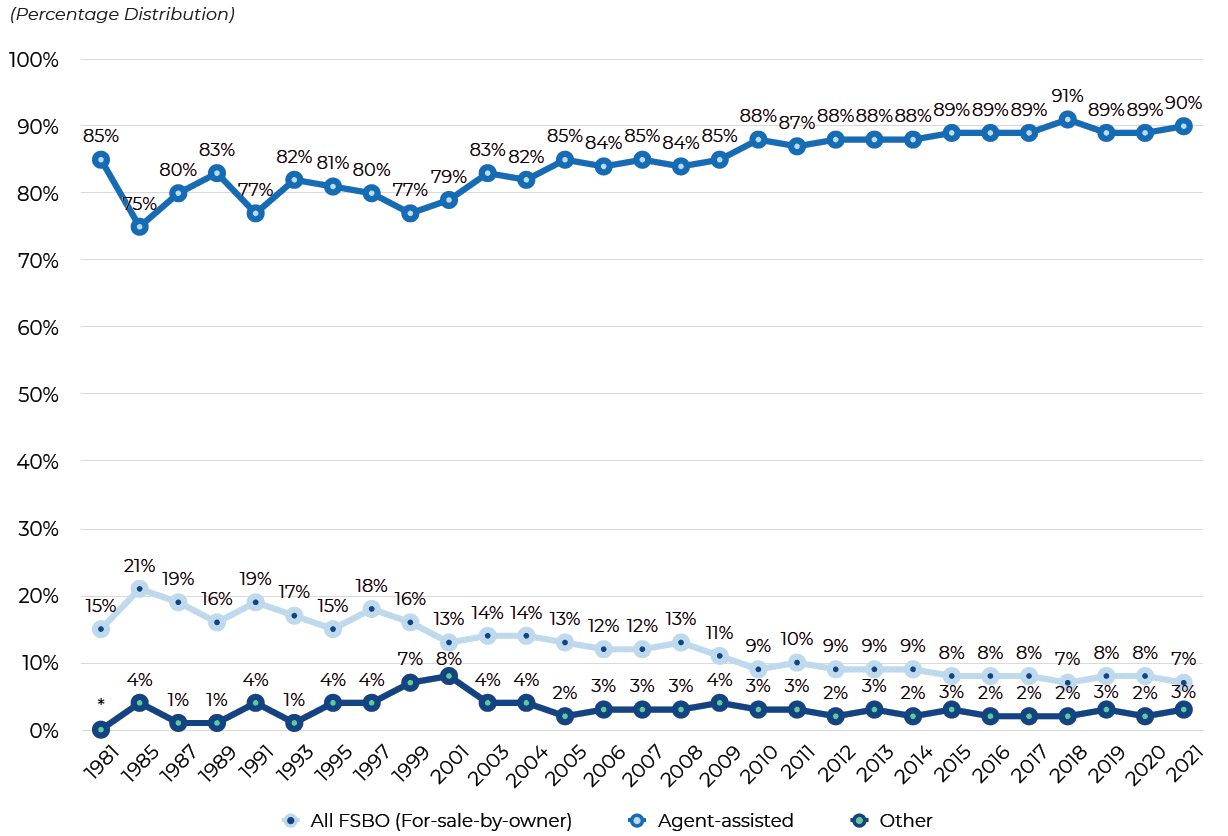 (Percentage Distribution)
100%
90%
80%
70%
60%
50%
40%
30%
20%
10%
0%
85% 75% 80% 83% 77% 82% 81% 80% 77% 79% 83% 82% 85% 84% 85% 84% 85% 88% 87% 88% 88% 88% 89% 89% 89% 91% 89% 89% 90%
15% 21% 19% 16% 19% 17% 15% 18% 16% 13% 14% 14% 13% 12% 12% 13% 11% 9% 10% 9% 9% 9% 8% 8% 8% 7% 8% 8% 7%
* 4% 1% 1% 4% 1% 4% 4% 7% 8% 4% 4% 2% 3% 3% 3% 4% 3% 3% 2% 3% 2% 3% 2% 2% 2% 3% 2% 3%
1981 1985 1987 1989 1991 1993 1995 1997 1999 2001 2003 2004 2005 2006 2007 2008 2009 2010 2011 2012 2013 2014 2015 2016 2017 2018 2019 2020 2021
All FSBO (For-sale-by-owner) Agent-assisted Other